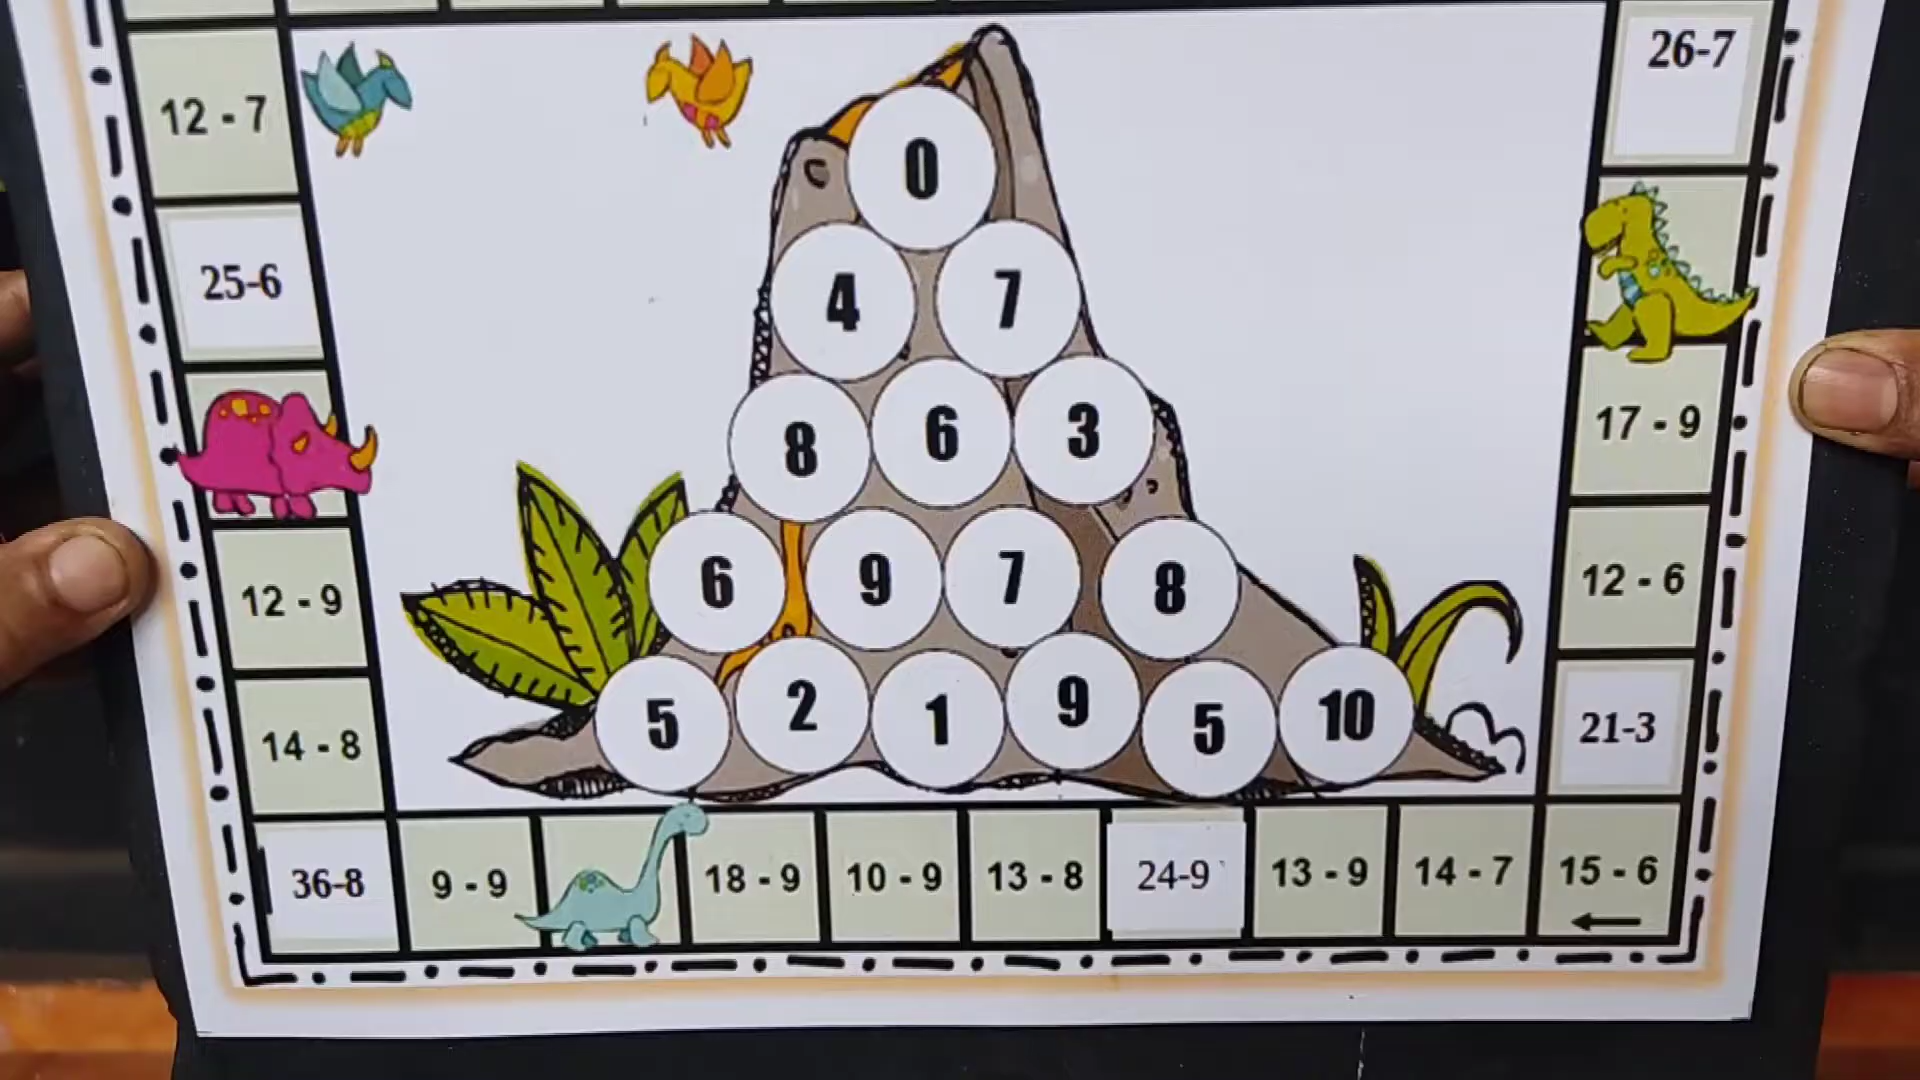 26-7
12 - 7
0
25-6
4 7
8 6 3
17 - 9
6 9 7 8
12 - 9
12 - 6
5 2 1 9 5 10
14 - 8
21-3
36-8 9 - 9 18 - 9 10 - 9 13 - 8 24-9 13 - 9 14 - 7 15 - 6